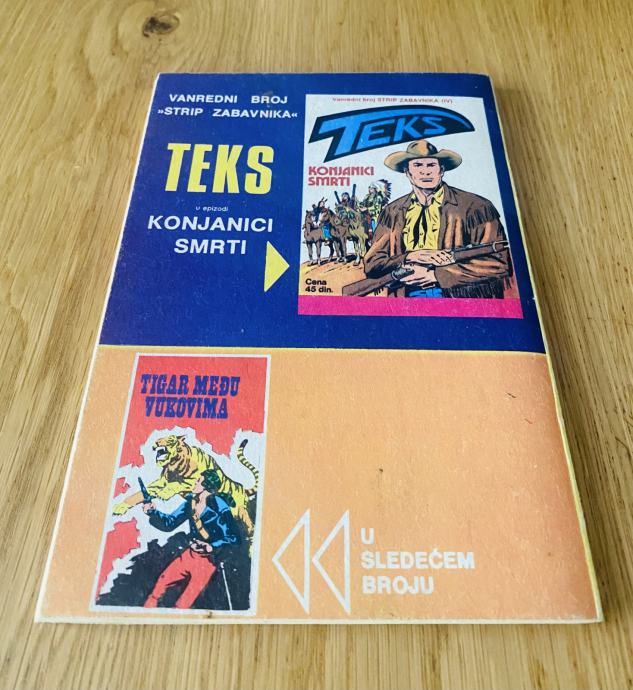 VANREDNI BROJ
»STRIP ZABAVNIKA«
TEKS
u epizodi
KONJANICI
SMRTI
Vanredni broj STRIP ZABAVNIKA (IV)
TEKS
KONJANICI
SMRTI
Cena
45 din.
TIGAR MEĐU
VUKOVIMA
U
SLEDEĆEM
BROJU